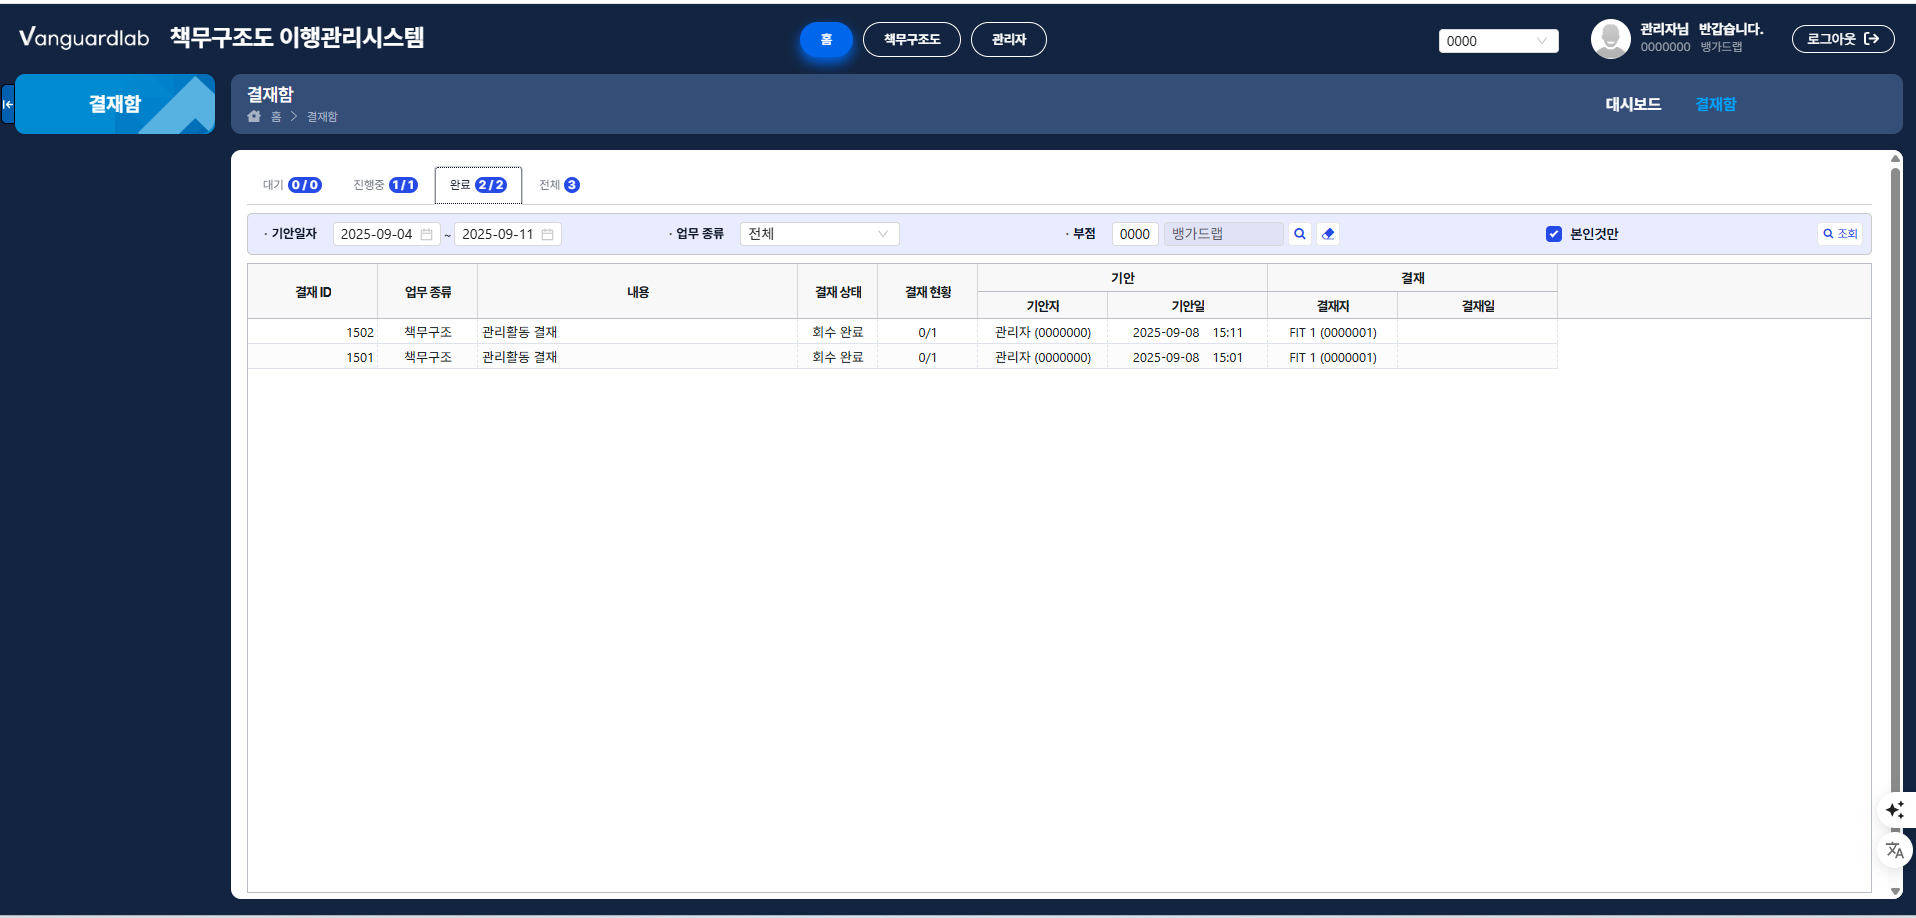 Vanguardlab 책무구조도 이행관리시스템
홈 책무구조도 관리자
0000
관리자님 반갑습니다.
0000000 뱅가드랩
로그아웃
결재함
결재함
홈 > 결재함
대시보드 결재함
대기 0/0 진행중 1/1 완료 2/2 전체 3
· 기안일자 2025-09-04 ~ 2025-09-11 · 업무 종류 전체 · 부점 0000 뱅가드랩 본인것만 조회
결재 ID 업무 종류 내용 결재 상태 결재 현황 기안 결재
기안자 기안일 결재자 결재일
1502 책무구조 관리활동 결재 회수 완료 0/1 관리자 (0000000) 2025-09-08 15:11 FIT 1 (0000001)
1501 책무구조 관리활동 결재 회수 완료 0/1 관리자 (0000000) 2025-09-08 15:01 FIT 1 (0000001)